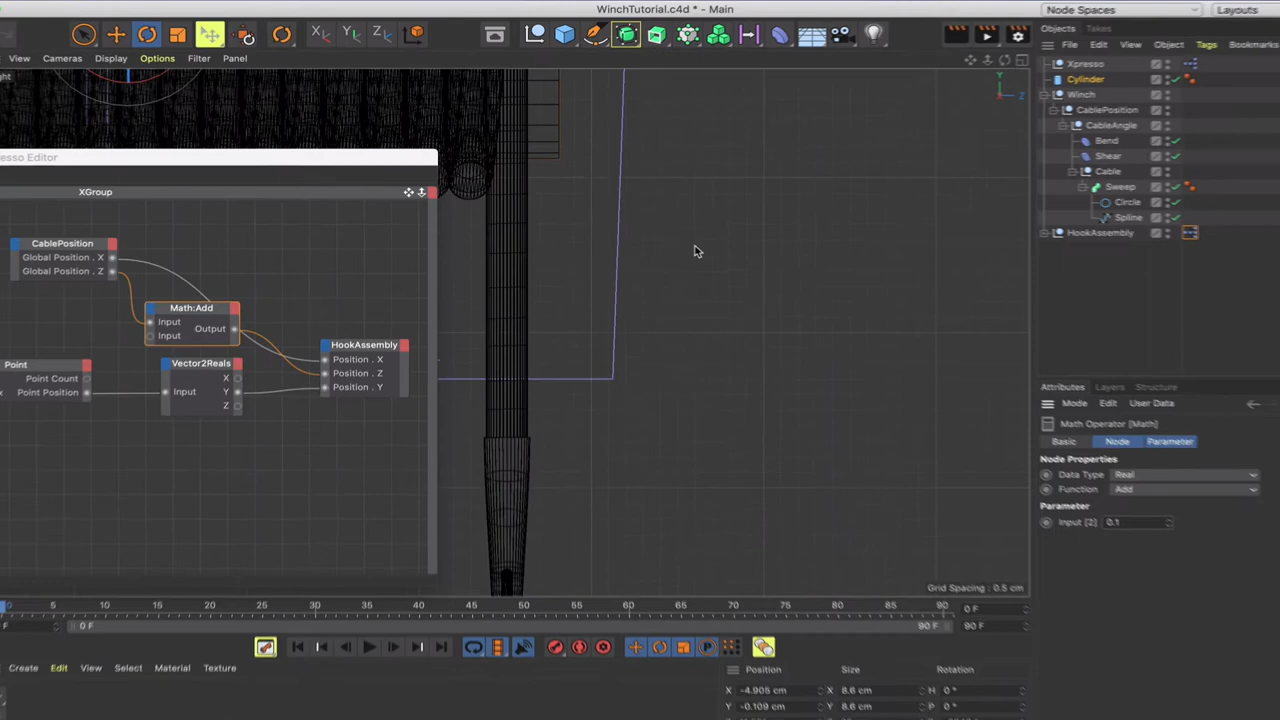 WinchTutorial.c4d * - Main
Node Spaces
Layouts
Objects
Takes
View
Cameras
Display
Options
Filter
Panel
File
Edit
View
Object
Tags
Bookmarks
Xpresso
Cylinder
Winch
CablePosition
CableAngle
Bend
Shear
Cable
Sweep
Circle
Spline
HookAssembly
Y
Z
XGroup
CablePosition
Global Position . X
Global Position . Z
Math:Add
Input
Input
Output
HookAssembly
Position . X
Position . Z
Position . Y
Point
Point Count
Point Position
Vector2Reals
Input
X
Y
Z
Attributes
Layers
Structure
Mode
Edit
User Data
Math Operator [Math]
Basic
Node
Parameter
Node Properties
Data Type
Real
Function
Add
Parameter
Input [2]
0.1
Grid Spacing : 0.5 cm
0 5 10 15 20 25 30 35 40 45 50 55 60 65 70 75 80 85 90
0 F
0 F
90 F
90 F
Create
Edit
View
Select
Material
Texture
Position
Size
Rotation
X -4.905 cm
X 8.6 cm
H 0 °
Y -0.109 cm
Y 8.6 cm
P 0 °